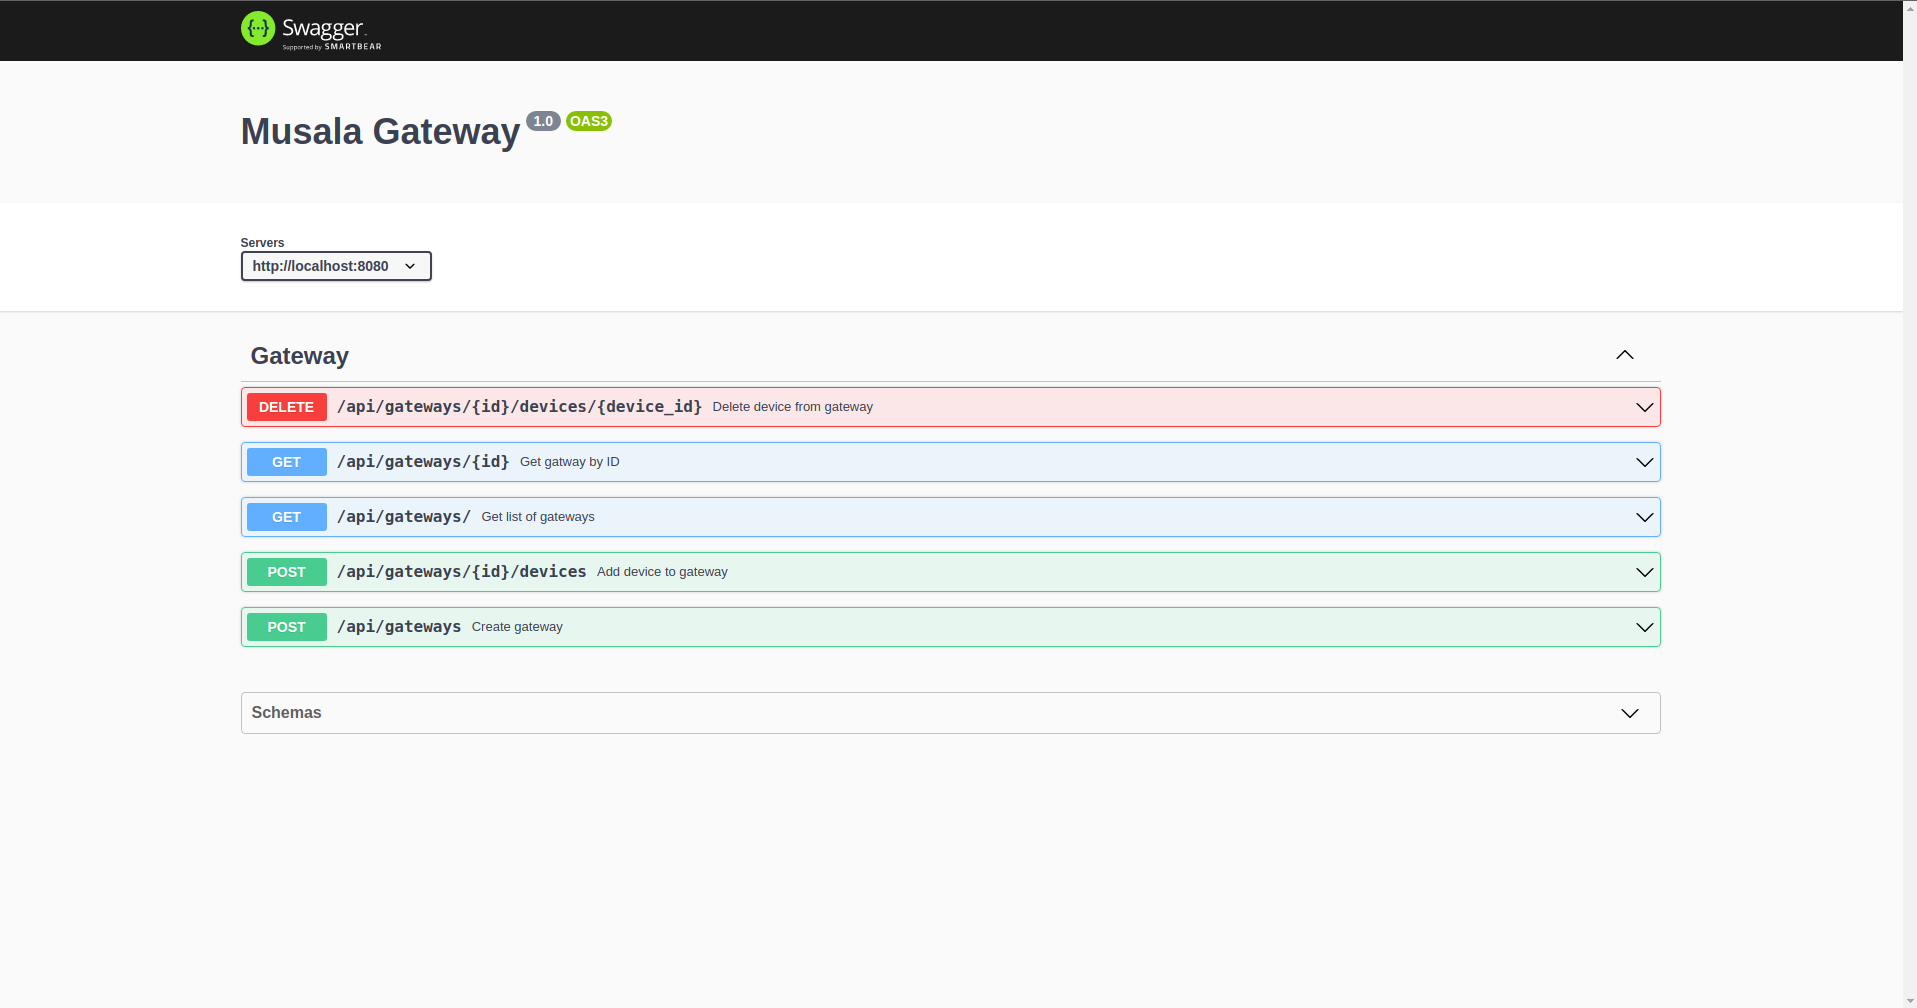 {···} Swagger™
Supported by SMARTBEAR
Musala Gateway 1.0 OAS3
Servers
http://localhost:8080
Gateway
DELETE /api/gateways/{id}/devices/{device_id} Delete device from gateway
GET /api/gateways/{id} Get gatway by ID
GET /api/gateways/ Get list of gateways
POST /api/gateways/{id}/devices Add device to gateway
POST /api/gateways Create gateway
Schemas